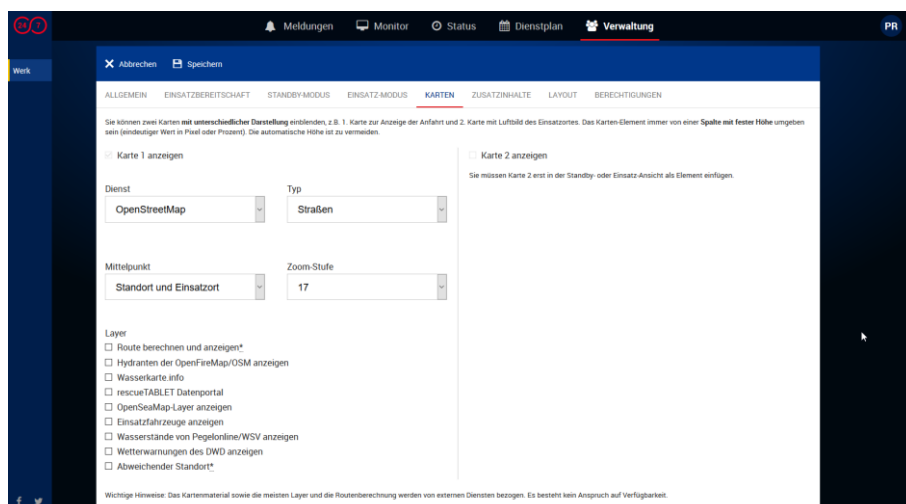 24 7
Meldungen Monitor Status Dienstplan Verwaltung PR
Werk
Abbrechen Speichern
ALLGEMEIN EINSATZBEREITSCHAFT STANDBY-MODUS EINSATZ-MODUS KARTEN ZUSATZINHALTE LAYOUT BERECHTIGUNGEN
Sie können zwei Karten mit unterschiedlicher Darstellung einblenden, z.B. 1. Karte zur Anzeige der Anfahrt und 2. Karte mit Luftbild des Einsatzortes. Das Karten-Element immer von einer Spalte mit fester Höhe umgeben
sein (eindeutiger Wert in Pixel oder Prozent). Die automatische Höhe ist zu vermeiden.
Karte 1 anzeigen
Dienst Typ
OpenStreetMap Straßen
Mittelpunkt Zoom-Stufe
Standort und Einsatzort 17
Layer
Route berechnen und anzeigen*
Hydranten der OpenFireMap/OSM anzeigen
Wasserkarte.info
rescueTABLET Datenportal
OpenSeaMap-Layer anzeigen
Einsatzfahrzeuge anzeigen
Wasserstände von Pegelonline/WSV anzeigen
Wetterwarnungen des DWD anzeigen
Abweichender Standort*
Karte 2 anzeigen
Sie müssen Karte 2 erst in der Standby- oder Einsatz-Ansicht als Element einfügen.
Wichtige Hinweise: Das Kartenmaterial sowie die meisten Layer und die Routenberechnung werden von externen Diensten bezogen. Es besteht kein Anspruch auf Verfügbarkeit.